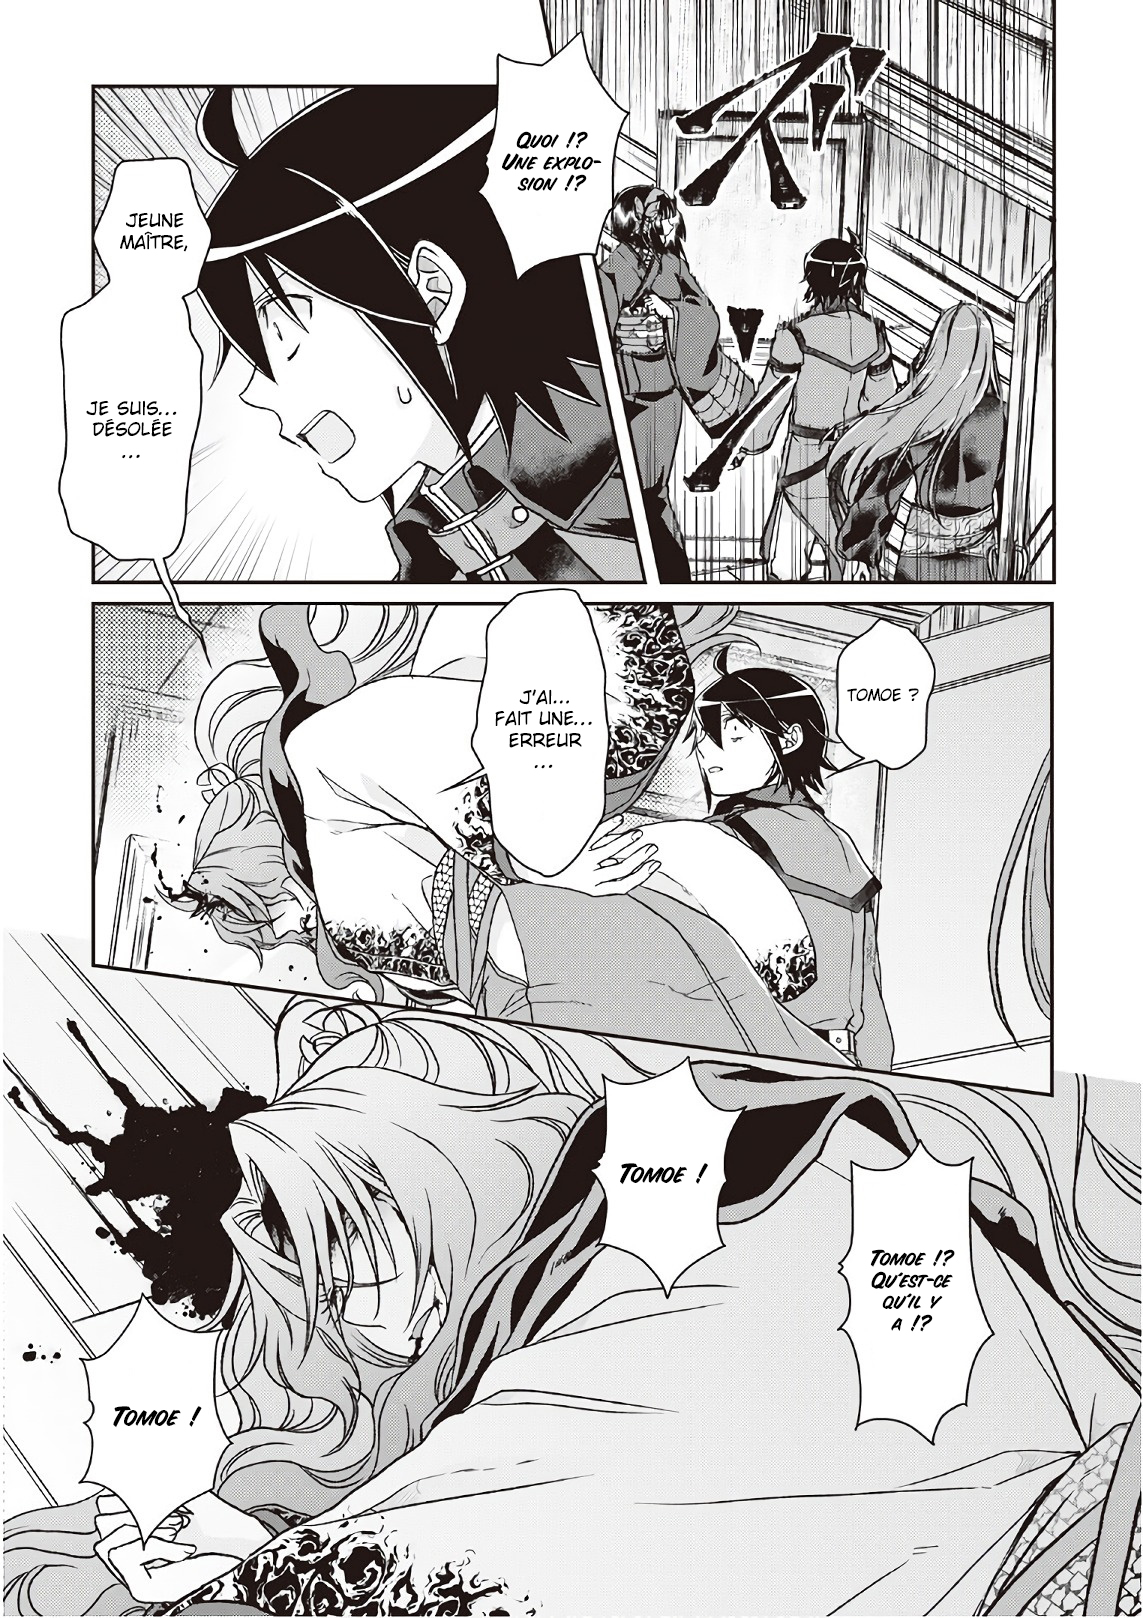 QUOI !?
UNE EXPLO-
SION !?
JEUNE
MAÎTRE,
JE SUIS...
DÉSOLÉE
...
TOMOE ?
J'AI...
FAIT UNE...
ERREUR
...
TOMOE !?
QU'EST-CE
QU'IL Y
A !?
TOMOE !
TOMOE !